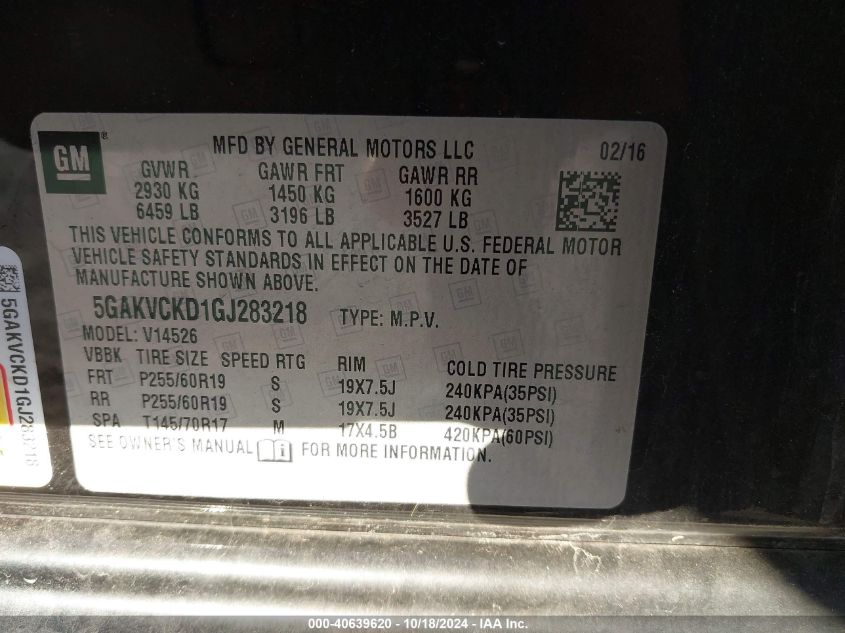 GM ® MFD BY GENERAL MOTORS LLC 02/16
GVWR GAWR FRT GAWR RR
2930 KG 1450 KG 1600 KG
6459 LB 3196 LB 3527 LB
THIS VEHICLE CONFORMS TO ALL APPLICABLE U.S. FEDERAL MOTOR
VEHICLE SAFETY STANDARDS IN EFFECT ON THE DATE OF
MANUFACTURE SHOWN ABOVE.
5GAKVCKD1GJ283218 TYPE: M.P.V.
MODEL: V14526
VBBK TIRE SIZE SPEED RTG RIM COLD TIRE PRESSURE
FRT P255/60R19 S 19X7.5J 240KPA(35PSI)
RR P255/60R19 S 19X7.5J 240KPA(35PSI)
SPA T145/70R17 M 17X4.5B 420KPA(60PSI)
SEE OWNER'S MANUAL FOR MORE INFORMATION.
5GAKVCKD1GJ283218
000-40639620 - 10/18/2024 - IAA Inc.